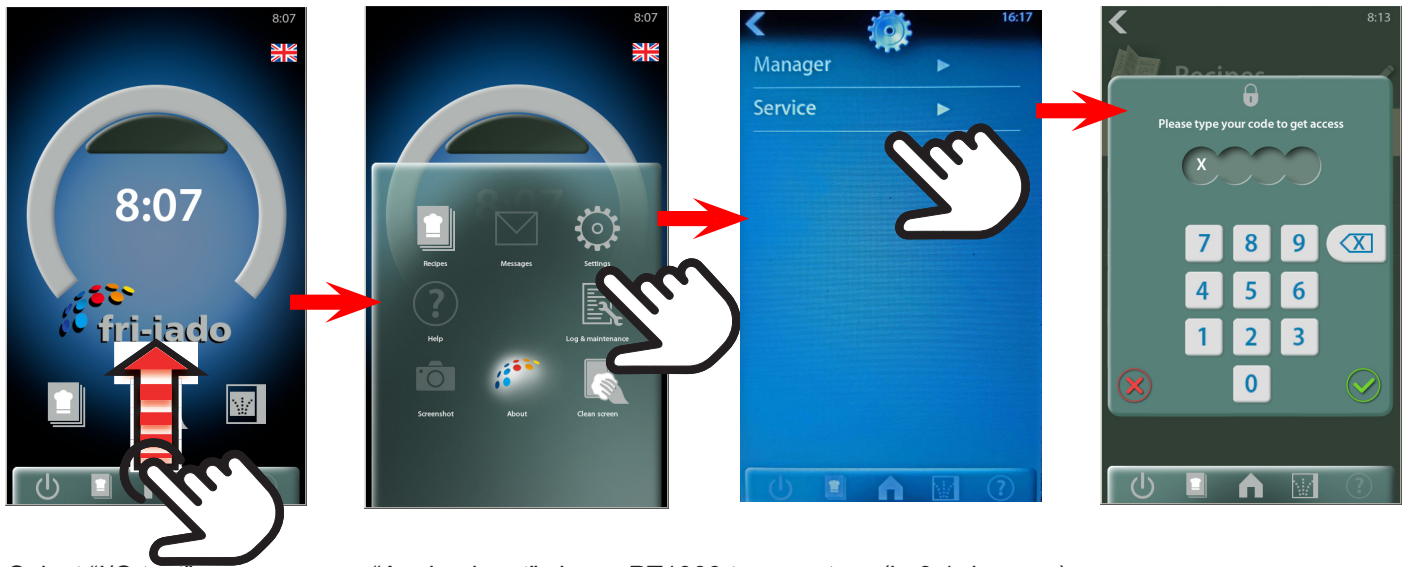 8:07
8:07
fri-jado
8:07
8:07
Recipes
Messages
Settings
Help
Log & maintenance
Screenshot
About
Clean screen
16:17
Manager
Service
8:13
Recipes
Please type your code to get access
X
7 8 9 X
4 5 6
1 2 3
0